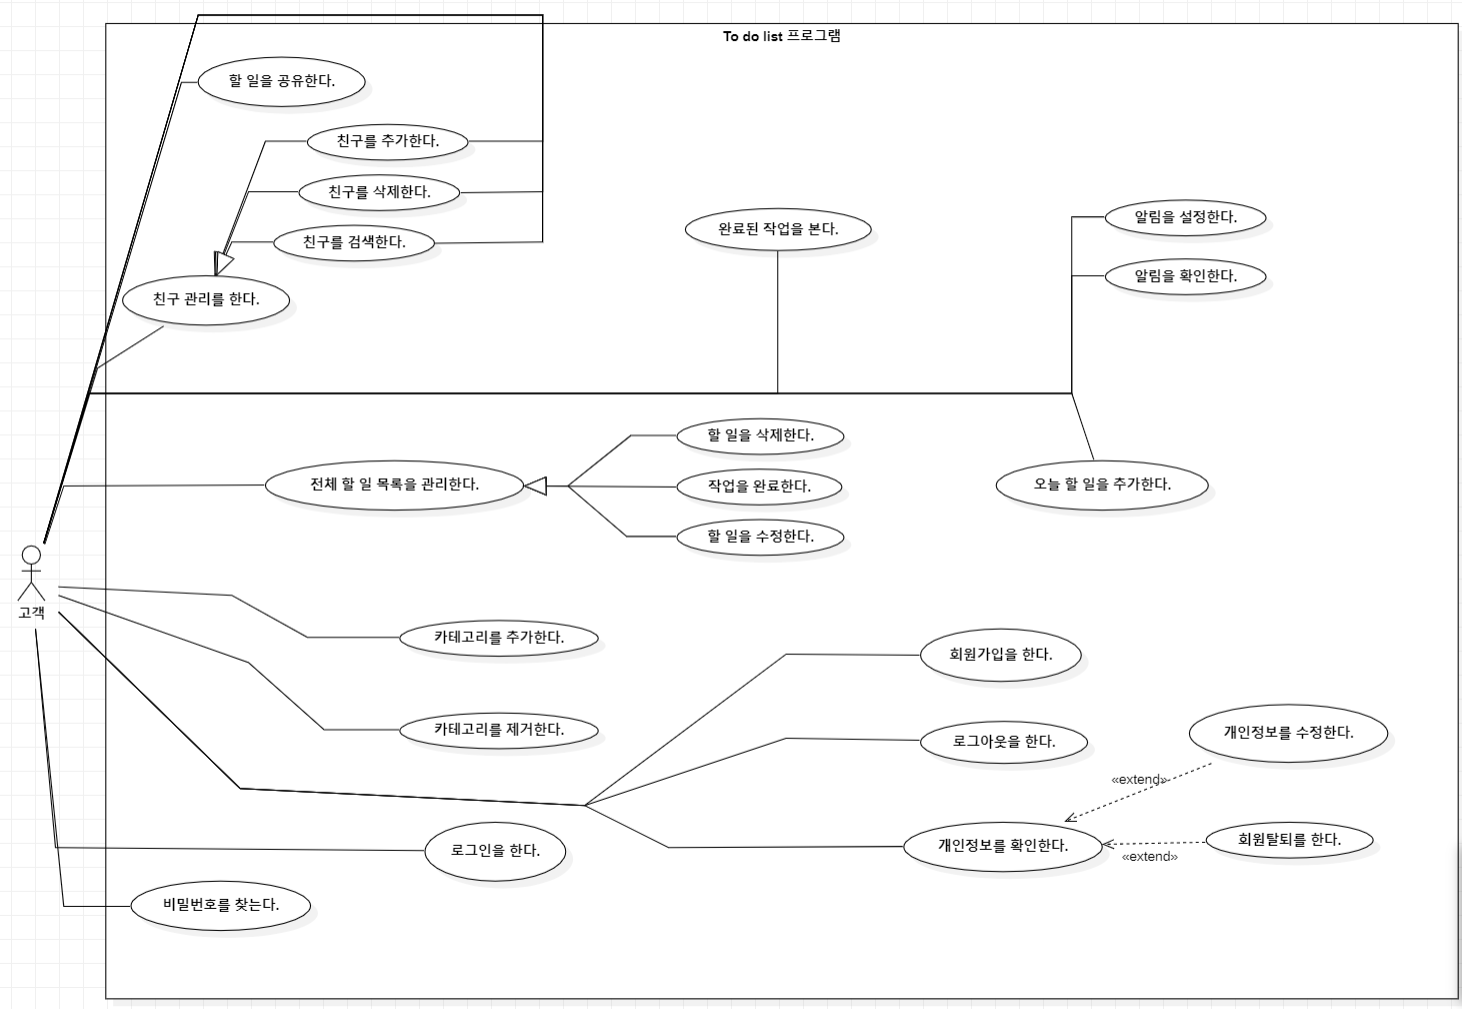 To do list 프로그램
할 일을 공유한다.
친구를 추가한다.
친구를 삭제한다.
친구를 검색한다.
친구 관리를 한다.
완료된 작업을 본다.
알림을 설정한다.
알림을 확인한다.
할 일을 삭제한다.
전체 할 일 목록을 관리한다.
작업을 완료한다.
오늘 할 일을 추가한다.
할 일을 수정한다.
고객
카테고리를 추가한다.
회원가입을 한다.
카테고리를 제거한다.
로그아웃을 한다.
개인정보를 수정한다.
«extend»
로그인을 한다.
개인정보를 확인한다.
회원탈퇴를 한다.
«extend»
비밀번호를 찾는다.